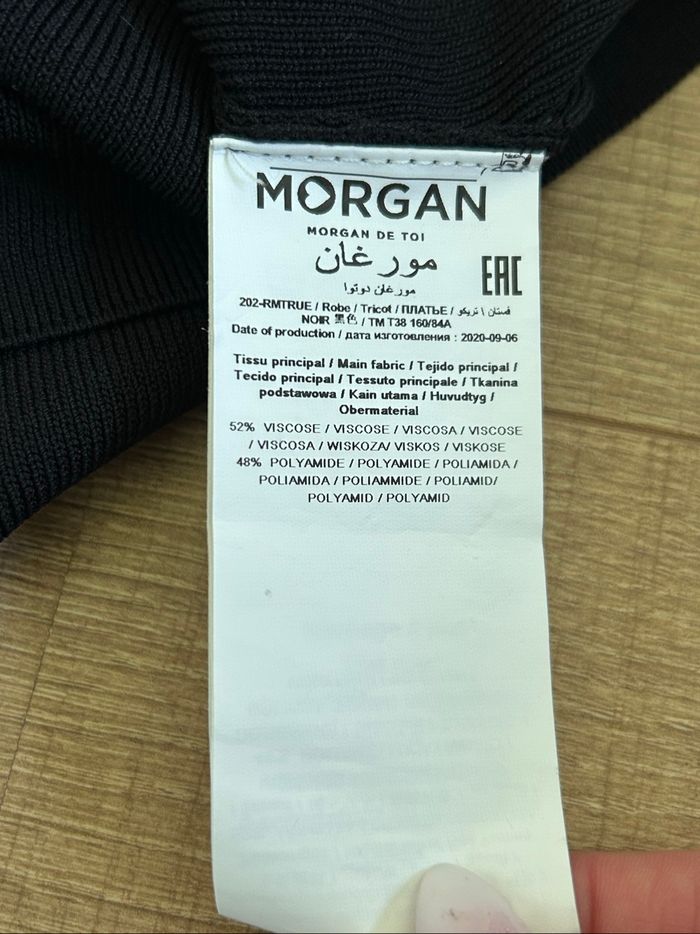 MORGAN
MORGAN DE TOI
مورغان
مورغان دوتوا
EAC
202-RMTRUE / Robe / Tricot / ПЛАТЬЕ / فستان \ تريكو
NOIR 黑色 / TM T38 160/84A
Date of production / дата изготовления : 2020-09-06
Tissu principal / Main fabric / Tejido principal /
Tecido principal / Tessuto principale / Tkanina
podstawowa / Kain utama / Huvudtyg /
Obermaterial
52% VISCOSE / VISCOSE / VISCOSA / VISCOSE
/ VISCOSA / WISKOZA/ VISKOS / VISKOSE
48% POLYAMIDE / POLYAMIDE / POLIAMIDA /
POLIAMIDA / POLIAMMIDE / POLIAMID/
POLYAMID / POLYAMID